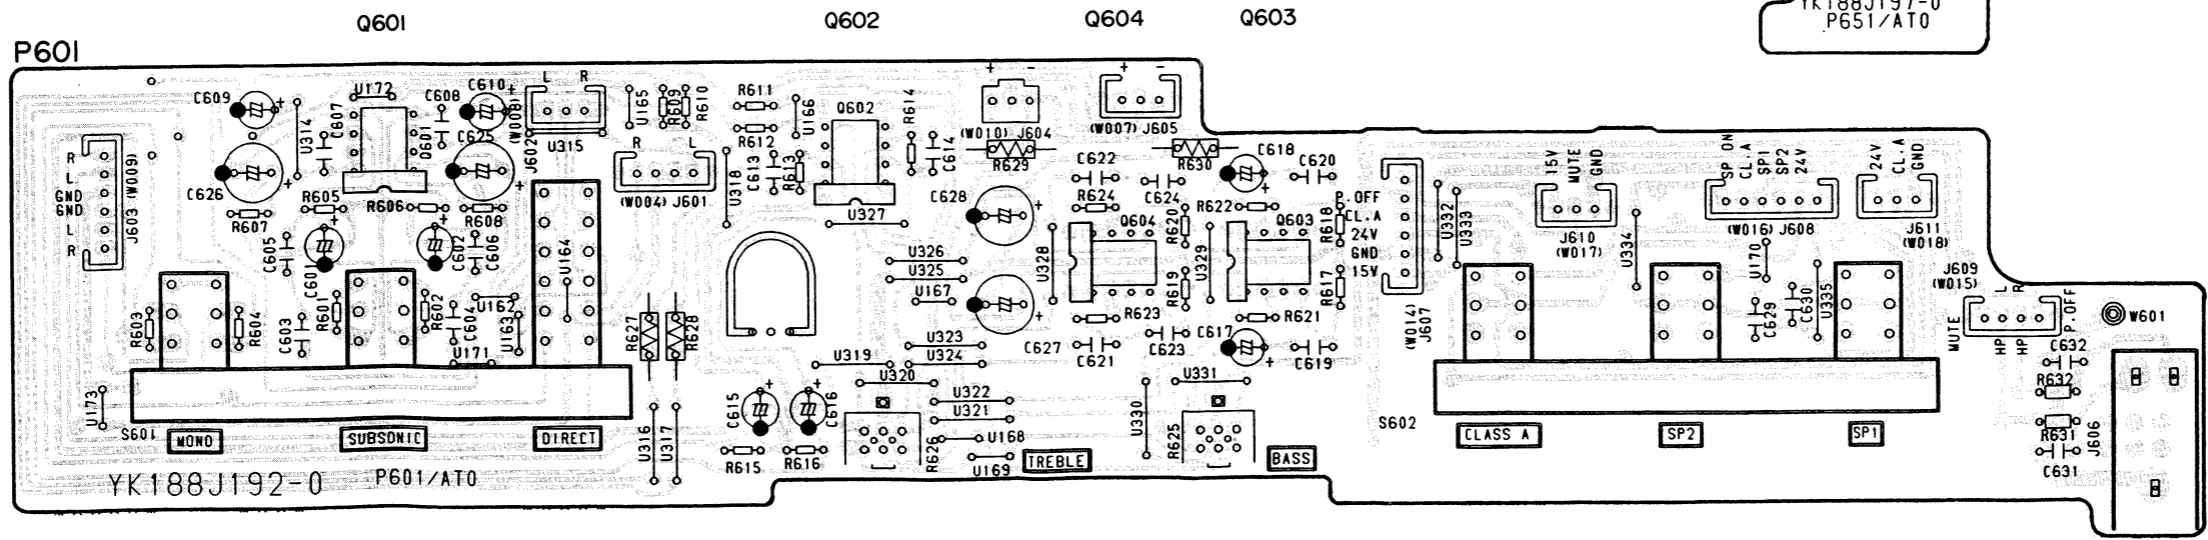 Q601
Q602
Q604
Q603
YK188J197-0
P651/AT0
P601
C609
U172
C610
L R
C608
C607
U314
Q601
C625
(W008)
J602
U315
U165
R609
R610
R611
R612
U166
Q602
R614
C614
C613
R613
U318
+ -
(W010) J604
R629
+ -
(W007) J605
R630
R
L
GND
GND
L
R
J603 (W009)
C626
R607
R605
R606
R608
C605
C601
C602
C606
U164
R L
(W004) J601
U327
C628
C622
R624
C624
Q604
R620
C618
C620
R622
Q603
R618
U328
U329
U326
U325
U167
R619
R617
P.OFF
CL.A
24V
GND
15V
(W014)
J607
U332
U333
15V
MUTE
GND
J610
(W017)
U334
SP ON
CL.A
SP1
SP2
24V
(W016) J608
24V
CL.A
GND
J611
(W018)
U170
J609
(W015)
L
R
MUTE
HP
HP
P.OFF
W601
R603
R604
C603
R601
R602
C604
U162
U163
U171
R627
R628
U323
U324
U319
U320
C627
R623
C621
C623
C617
R621
C619
C629
C630
U335
C632
R632
R631
C631
J606
U173
S601
MONO
SUBSONIC
DIRECT
U316
U317
C615
C616
R615
R616
U322
U321
R626
U168
U169
TREBLE
U330
U331
R625
BASS
S602
CLASS A
SP2
SP1
YK188J192-0
P601/AT0